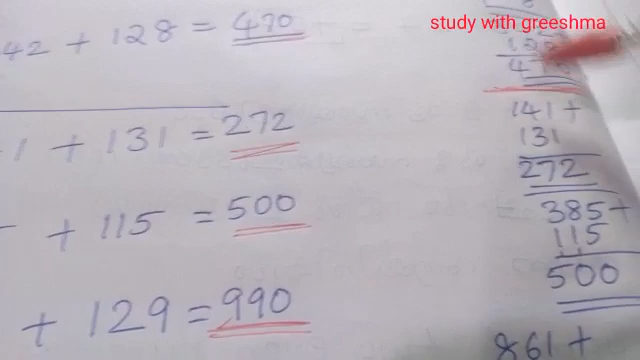 study with greeshma
42 + 128 = 470
1 + 131 = 272
+ 115 = 500
+ 129 = 990
141+
131
272
385+
115
500
861+